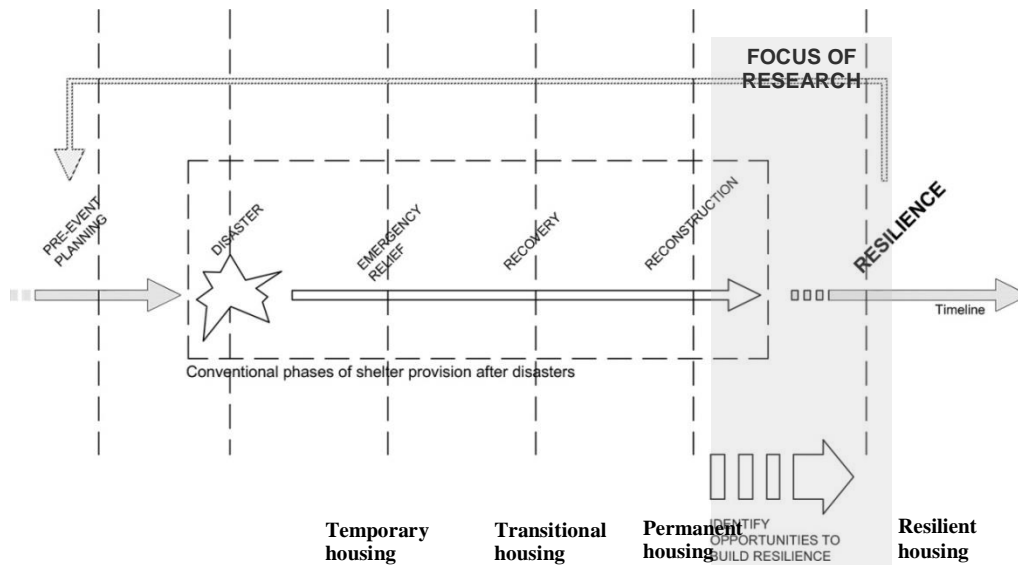 FOCUS OF
RESEARCH
PRE-EVENT
PLANNING
DISASTER
EMERGENCY
RELIEF
RECOVERY
RECONSTRUCTION
RESILIENCE
Timeline
Conventional phases of shelter provision after disasters
Temporary
housing
Transitional
housing
Permanent
housing
IDENTIFY
OPPORTUNITIES TO
BUILD RESILIENCE
Resilient
housing